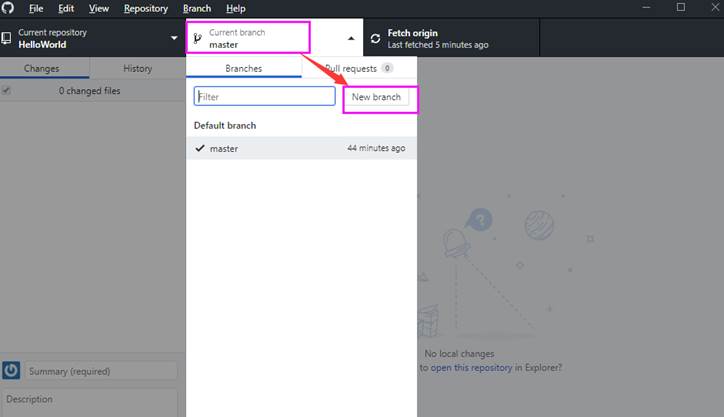 File Edit View Repository Branch Help
Current repository
HelloWorld
Current branch
master
Fetch origin
Last fetched 5 minutes ago
Changes History
0 changed files
Branches Pull requests 0
Filter
New branch
Default branch
master 44 minutes ago
?
No local changes
to open this repository in Explorer?
Summary (required)
Description